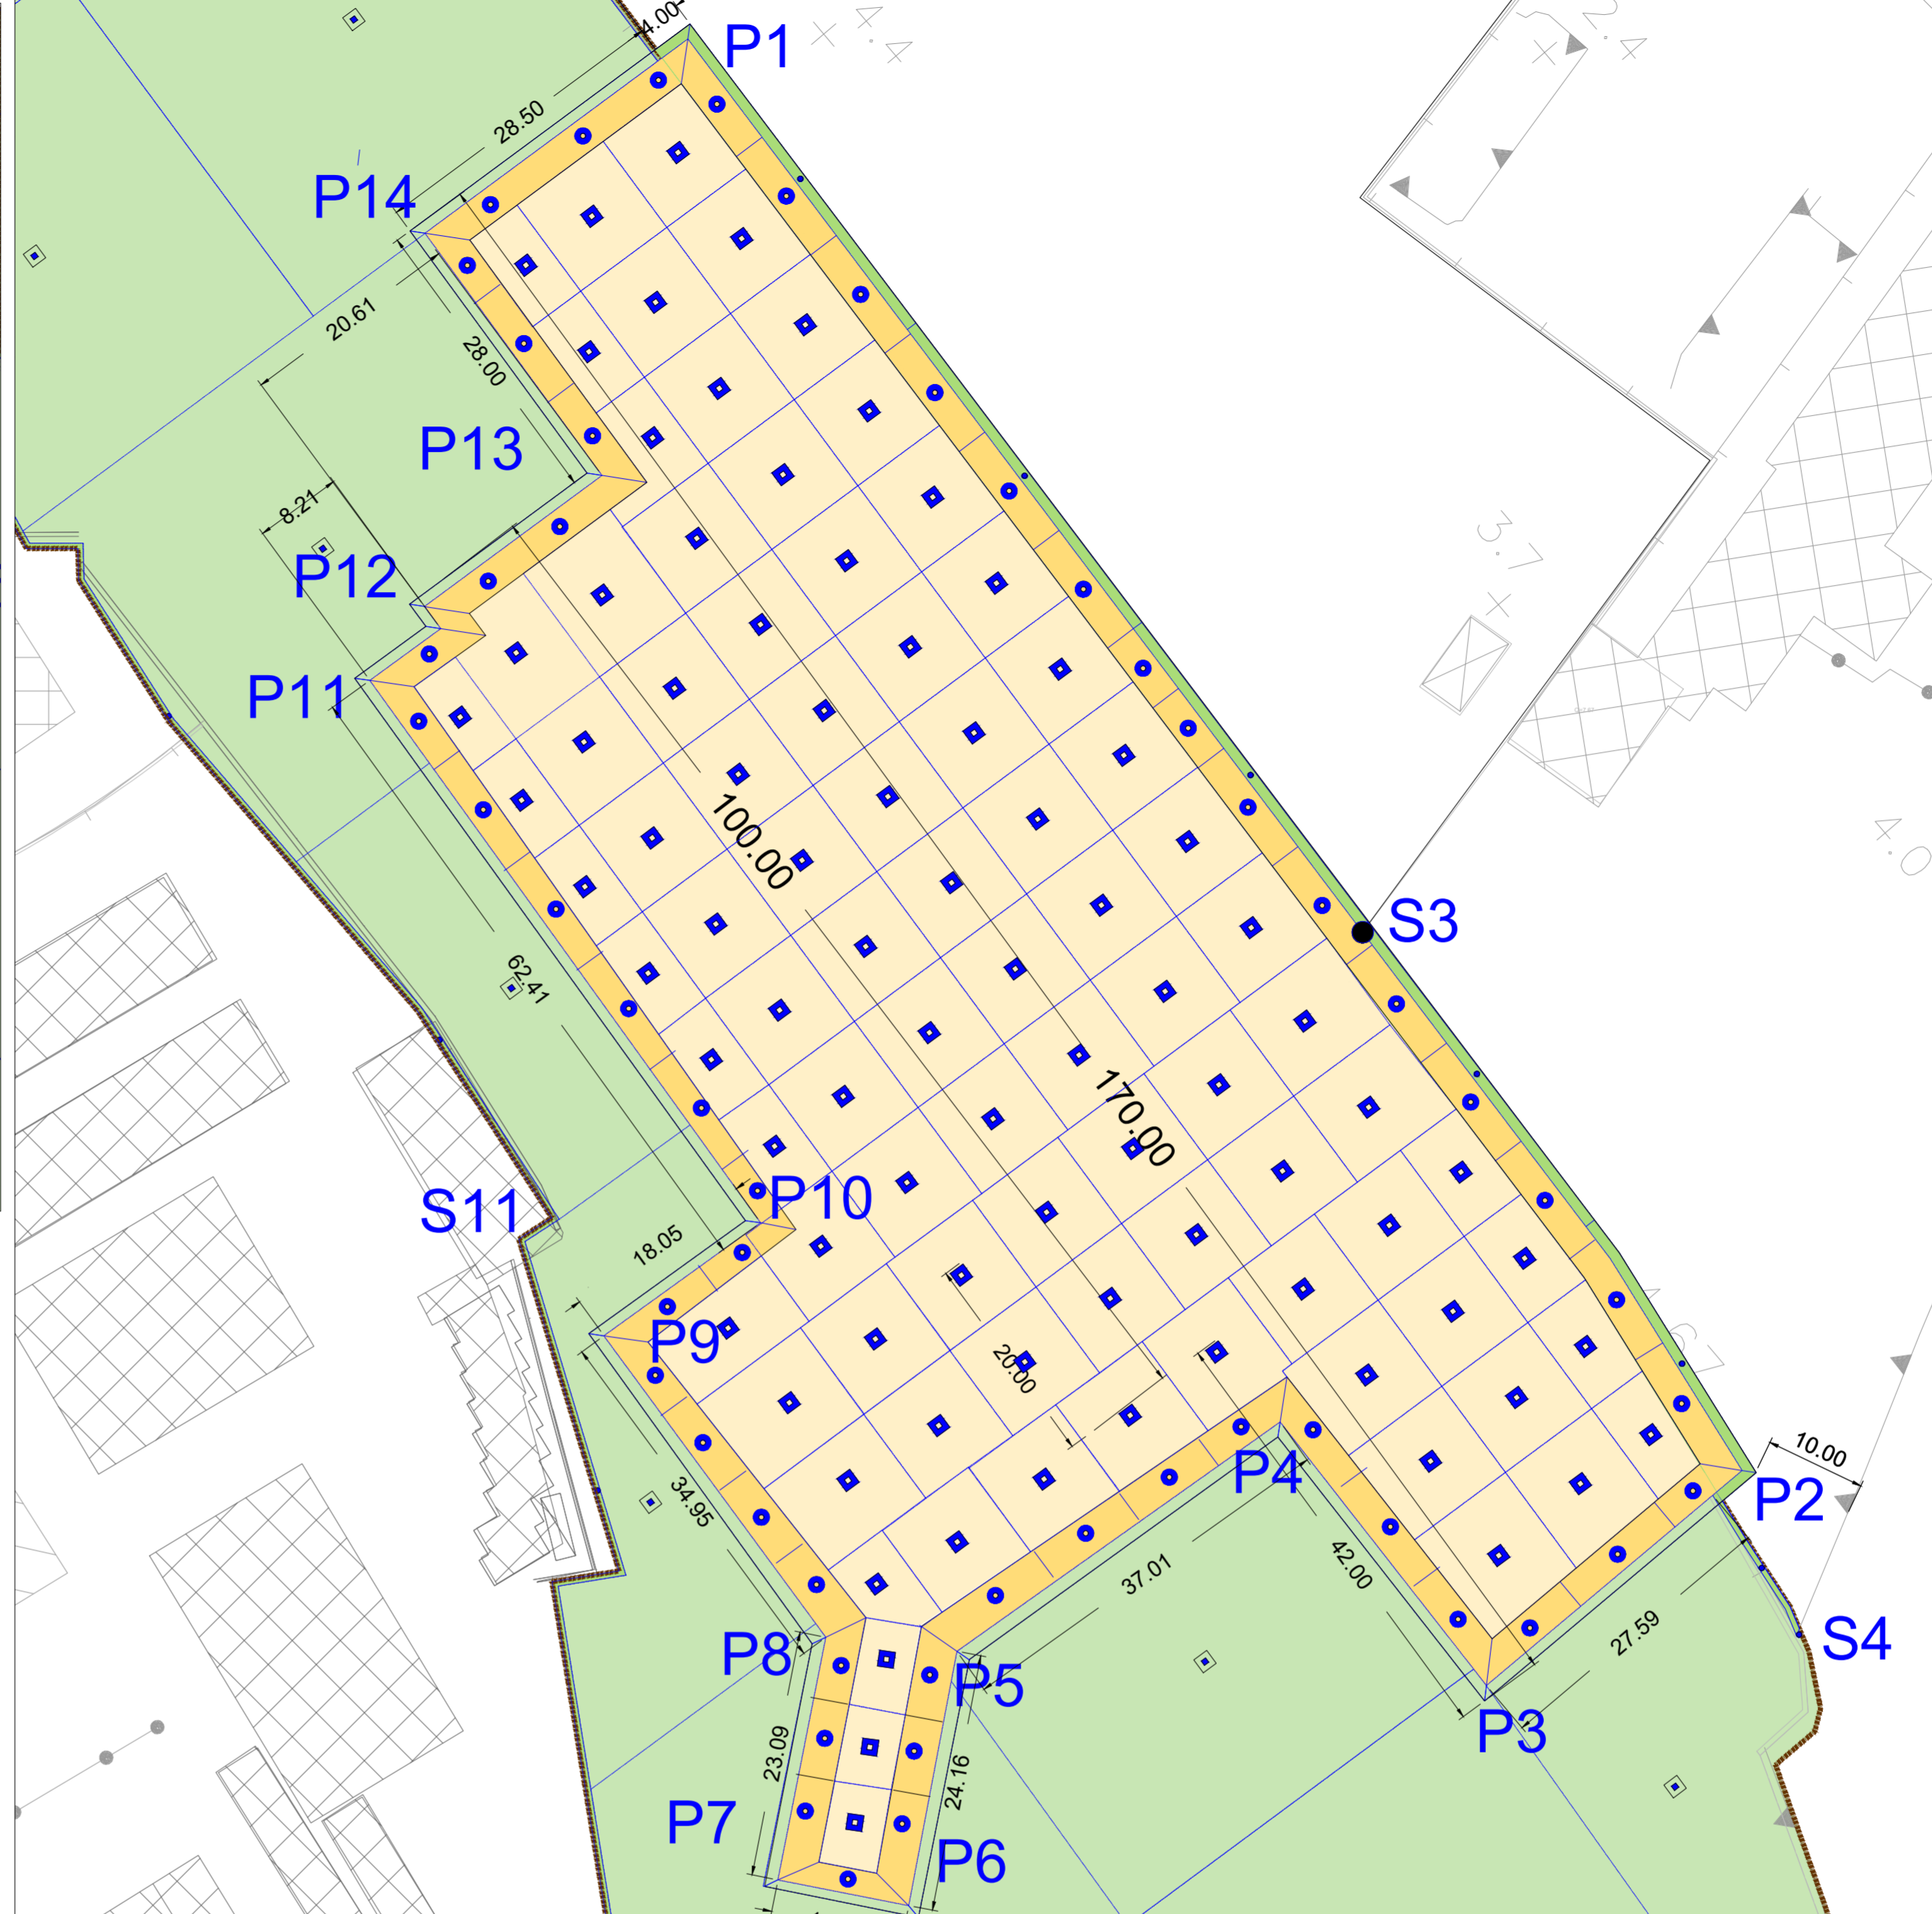 4.00
P1
28.50
P14
20.61
28.00
P13
8.21
P12
P11
100.00
S3
62.41
170.00
P10
S11
18.05
P9
20.00
10.00
P4
P2
34.95
37.01
42.00
27.59
S4
P8
P5
P3
23.09
24.16
P7
P6